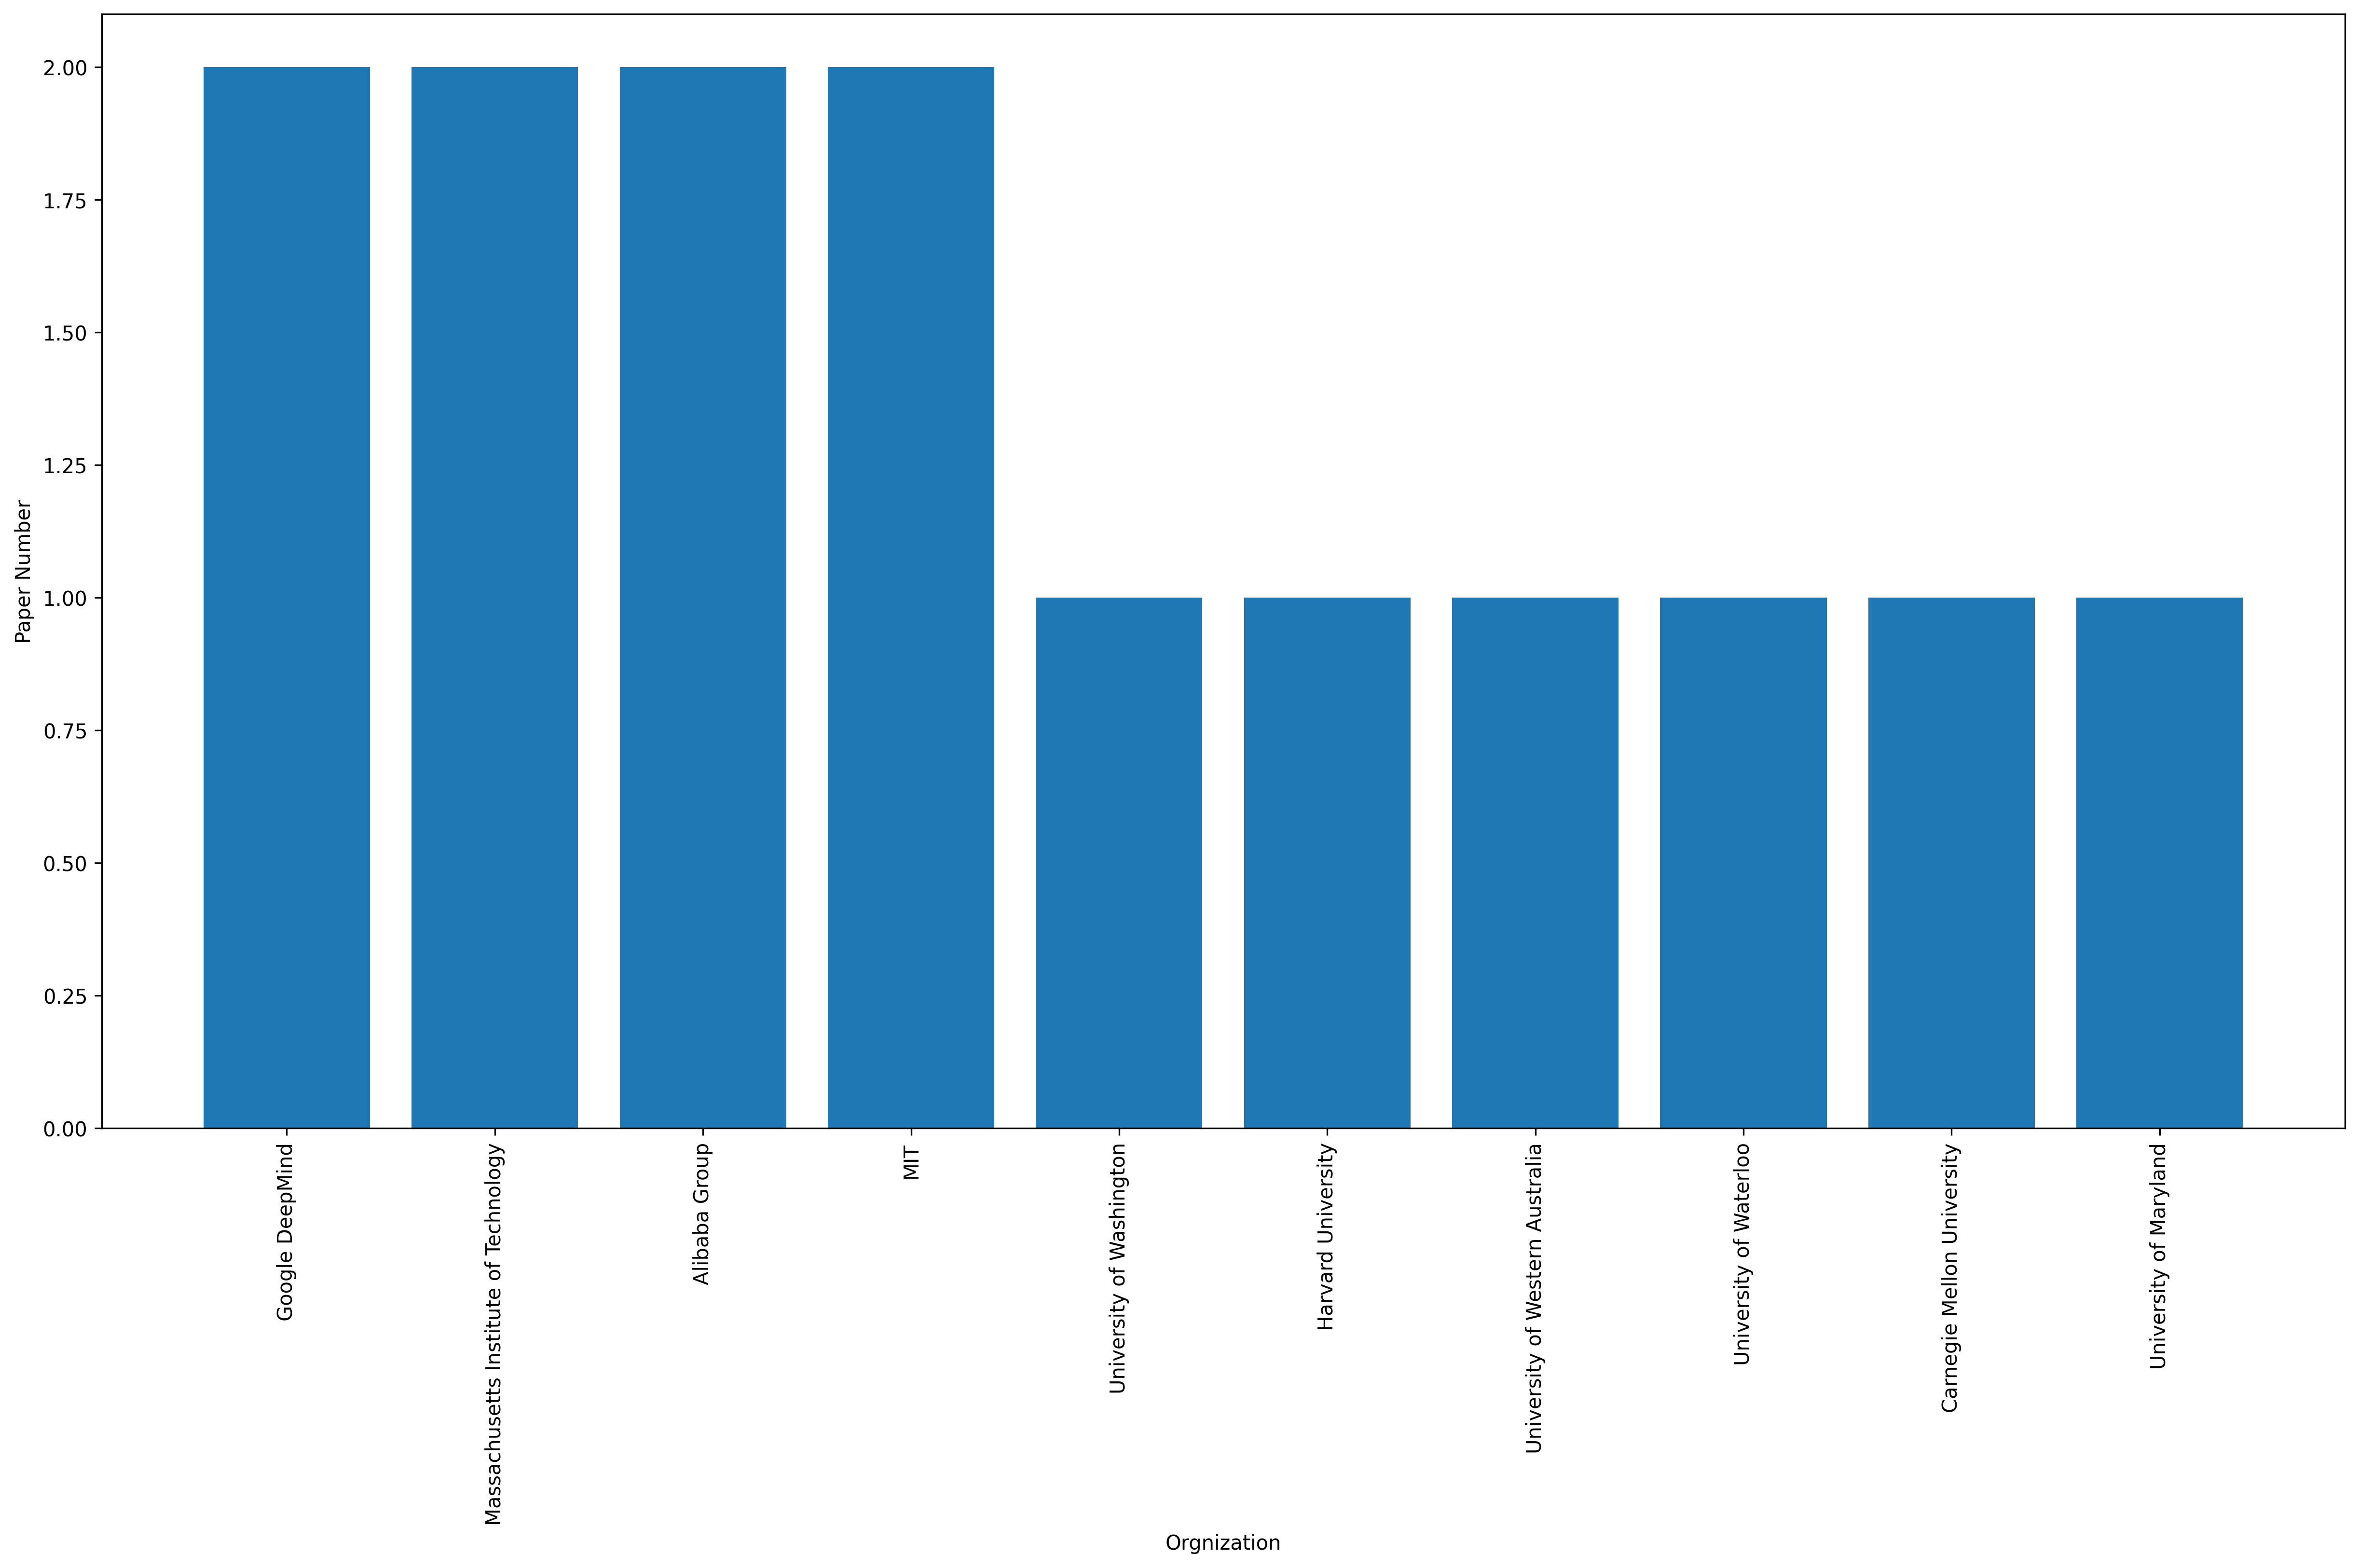 2.00
1.75
1.50
1.25
1.00
0.75
0.50
0.25
0.00
Paper Number
Google DeepMind
Massachusetts Institute of Technology
Alibaba Group
MIT
University of Washington
Harvard University
University of Western Australia
University of Waterloo
Carnegie Mellon University
University of Maryland
Orgnization